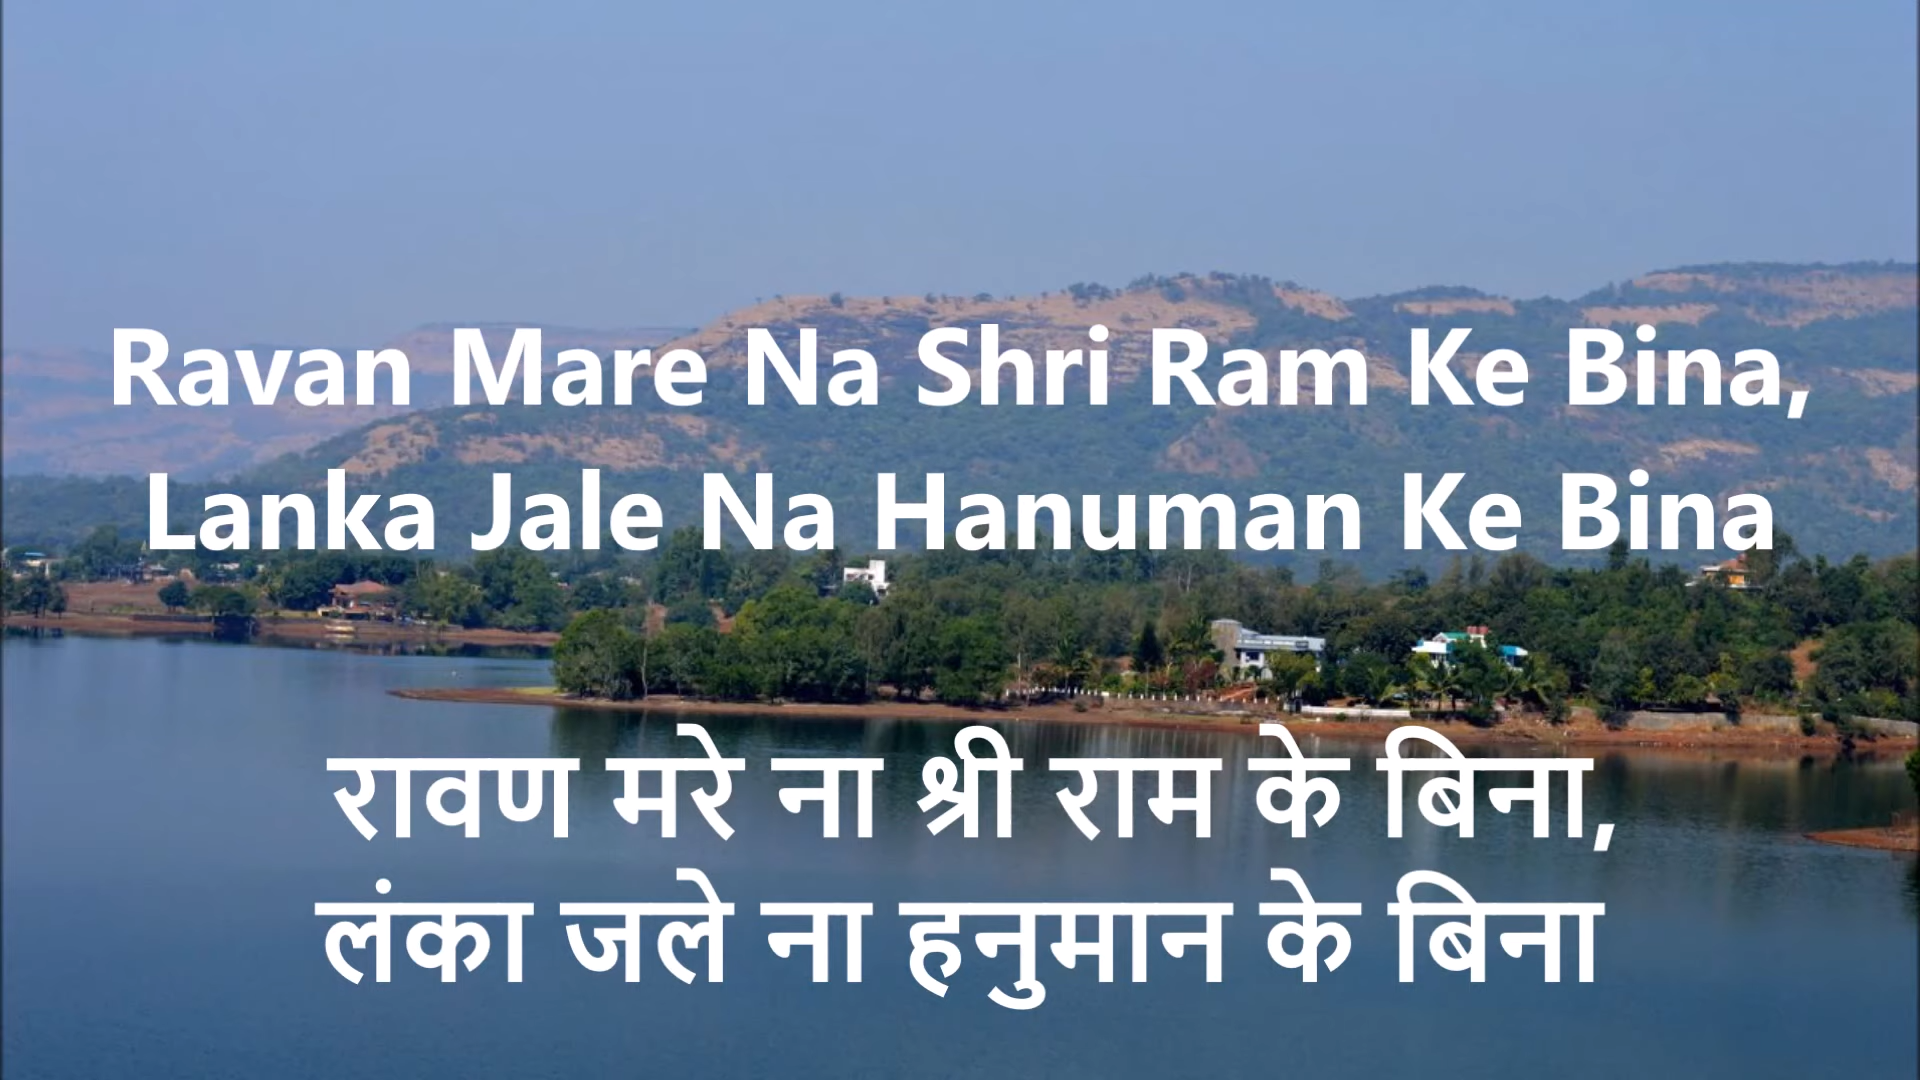 Ravan Mare Na Shri Ram Ke Bina,
Lanka Jale Na Hanuman Ke Bina
रावण मरे ना श्री राम के बिना,
लंका जले ना हनुमान के बिना